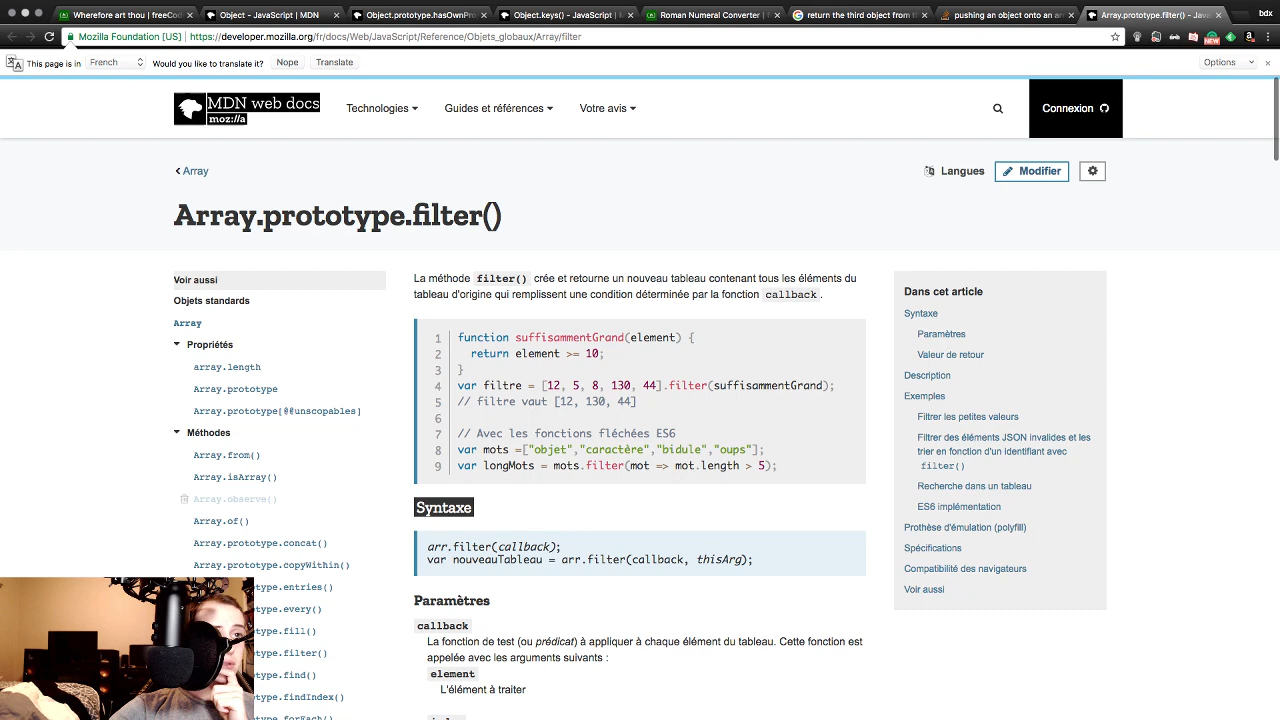 Wherefore art thou | freeCod
Object - JavaScript | MDN
Object.prototype.hasOwnPro
Object.keys() - JavaScript |
Roman Numeral Converter |
return the third object from t
pushing an object onto an ar
Array.prototype.filter() - Jav
bdx
Mozilla Foundation [US]
https://developer.mozilla.org/fr/docs/Web/JavaScript/Reference/Objets_globaux/Array/filter
NEW
This page is in
French
Would you like to translate it?
Nope
Translate
Options
MDN web docs
moz://a
Technologies
Guides et références
Votre avis
Connexion
Array
Langues
Modifier
Array.prototype.filter()
Voir aussi
Objets standards
Array
Propriétés
array.length
Array.prototype
Array.prototype[@@unscopables]
Méthodes
Array.from()
Array.isArray()
Array.observe()
Array.of()
Array.prototype.concat()
Array.prototype.copyWithin()
type.entries()
type.every()
type.fill()
type.filter()
type.find()
type.findIndex()
La méthode filter() crée et retourne un nouveau tableau contenant tous les éléments du
tableau d'origine qui remplissent une condition déterminée par la fonction callback.
1 function suffisammentGrand(element) {
2 return element >= 10;
3 }
4 var filtre = [12, 5, 8, 130, 44].filter(suffisammentGrand);
5 // filtre vaut [12, 130, 44]
6
7 // Avec les fonctions fléchées ES6
8 var mots =["objet","caractère","bidule","oups"];
9 var longMots = mots.filter(mot => mot.length > 5);
Syntaxe
arr.filter(callback);
var nouveauTableau = arr.filter(callback, thisArg);
Paramètres
callback
La fonction de test (ou prédicat) à appliquer à chaque élément du tableau. Cette fonction est
appelée avec les arguments suivants :
element
L'élément à traiter
Dans cet article
Syntaxe
Paramètres
Valeur de retour
Description
Exemples
Filtrer les petites valeurs
Filtrer des éléments JSON invalides et les
trier en fonction d'un identifiant avec
filter()
Recherche dans un tableau
ES6 implémentation
Prothèse d'émulation (polyfill)
Spécifications
Compatibilité des navigateurs
Voir aussi